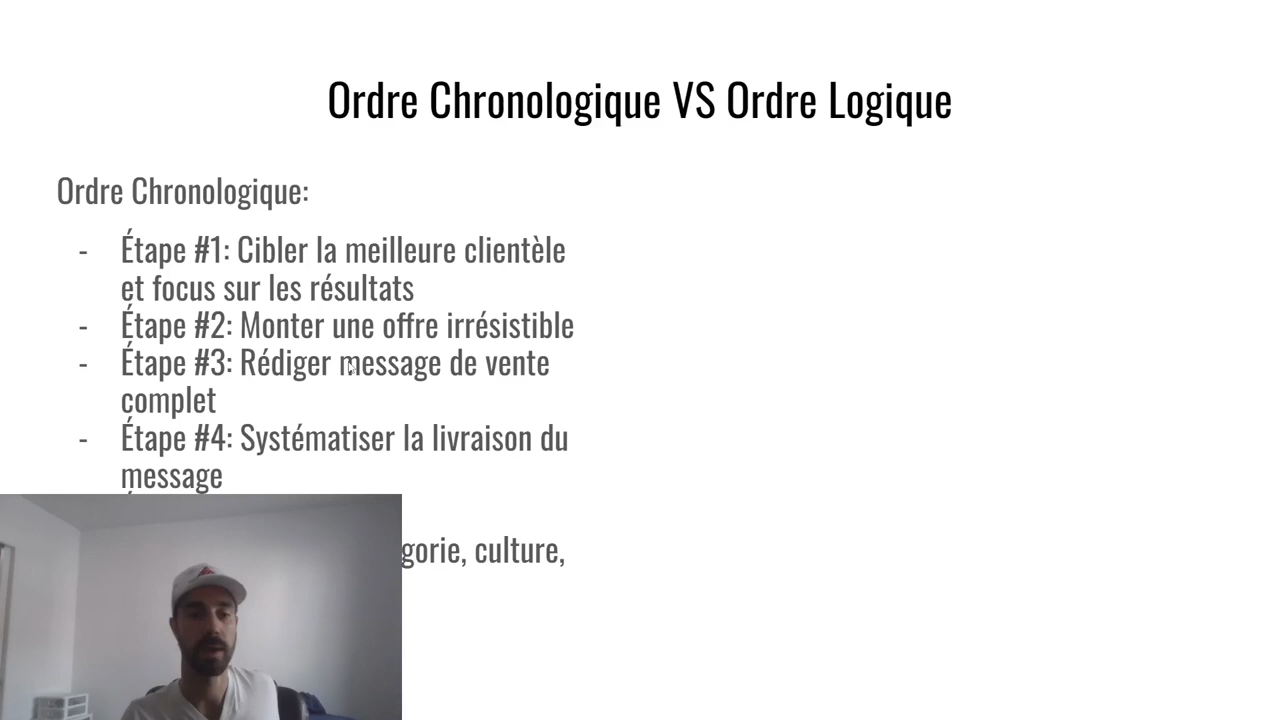 Ordre Chronologique VS Ordre Logique
Ordre Chronologique:
- Étape #1: Cibler la meilleure clientèle
et focus sur les résultats
- Étape #2: Monter une offre irrésistible
- Étape #3: Rédiger message de vente
complet
- Étape #4: Systématiser la livraison du
message
culture,